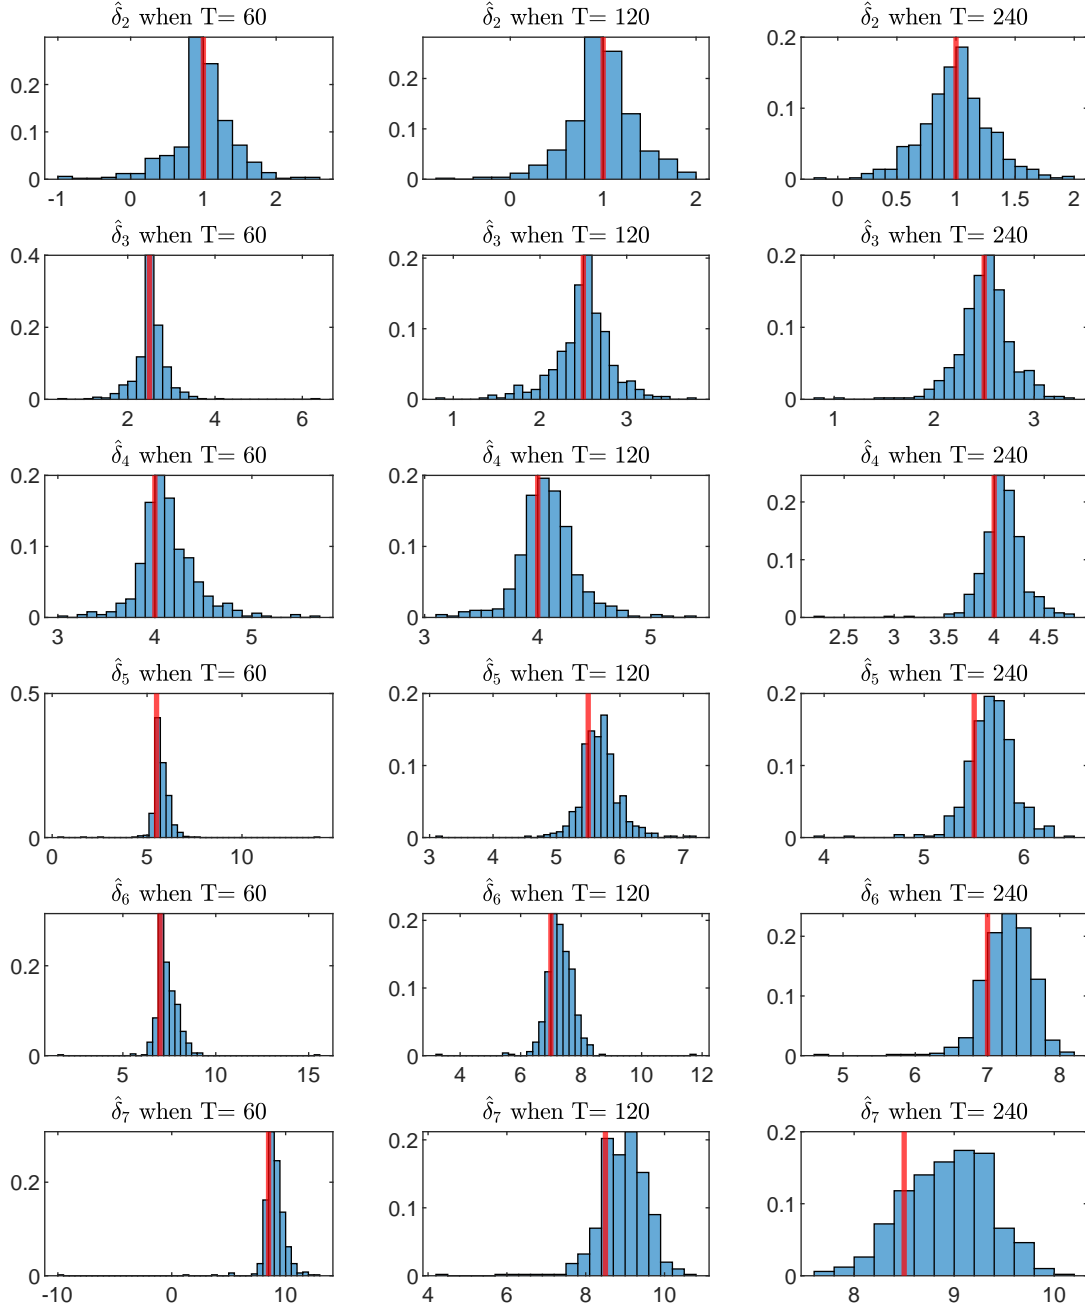 δ̂₂ when T= 60 δ̂₂ when T= 120 δ̂₂ when T= 240
0.2 0.2 0.2
0.1 0.1 0.1
0 0 0
-1 0 1 2 0 1 2 0 0.5 1 1.5 2
δ̂₃ when T= 60 δ̂₃ when T= 120 δ̂₃ when T= 240
0.4 0.2 0.2
0.2 0.1 0.1
0 0 0
2 4 6 1 2 3 1 2 3
δ̂₄ when T= 60 δ̂₄ when T= 120 δ̂₄ when T= 240
0.2 0.2 0.2
0.1 0.1 0.1
0 0 0
3 4 5 3 4 5 2.5 3 3.5 4 4.5
δ̂₅ when T= 60 δ̂₅ when T= 120 δ̂₅ when T= 240
0.5 0.2 0.2
0.1 0.1
0 0 0
0 5 10 3 4 5 6 7 4 5 6
δ̂₆ when T= 60 δ̂₆ when T= 120 δ̂₆ when T= 240
0.2 0.2 0.2
0.1 0.1
0 0 0
5 10 15 4 6 8 10 12 5 6 7 8
δ̂₇ when T= 60 δ̂₇ when T= 120 δ̂₇ when T= 240
0.2 0.2 0.2
0.1 0.1
0 0 0
-10 0 10 4 6 8 10 8 9 10